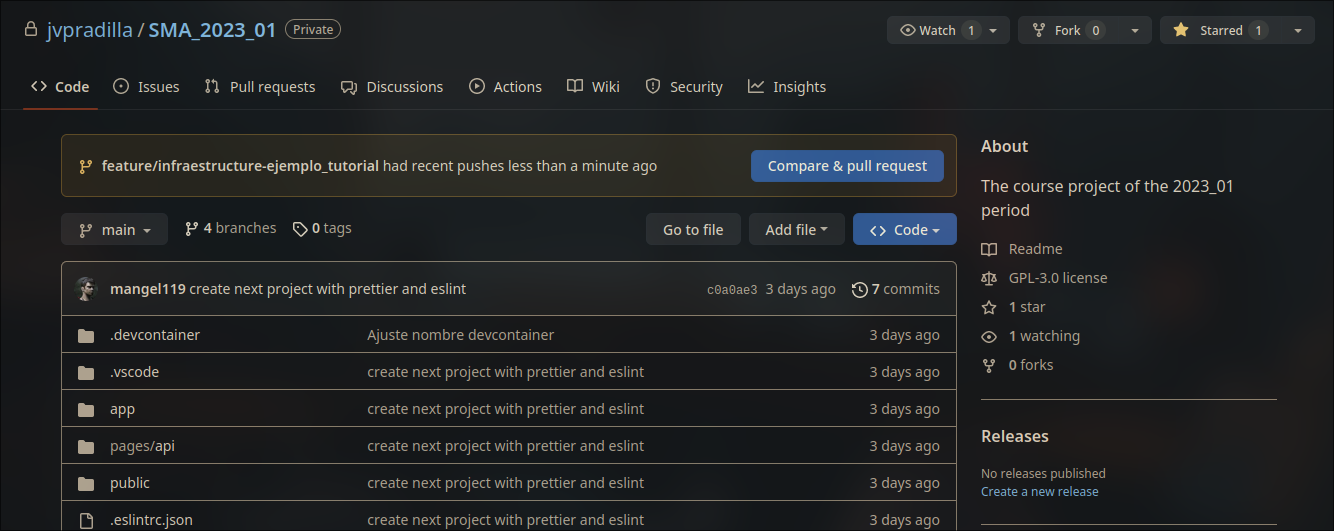 jvpradilla / SMA_2023_01 Private Watch 1 Fork 0 Starred 1
Code Issues Pull requests Discussions Actions Wiki Security Insights
feature/infraestructure-ejemplo_tutorial had recent pushes less than a minute ago Compare & pull request
main 4 branches 0 tags Go to file Add file Code
mangel119 create next project with prettier and eslint c0a0ae3 3 days ago 7 commits
.devcontainer Ajuste nombre devcontainer 3 days ago
.vscode create next project with prettier and eslint 3 days ago
app create next project with prettier and eslint 3 days ago
pages/api create next project with prettier and eslint 3 days ago
public create next project with prettier and eslint 3 days ago
.eslintrc.json create next project with prettier and eslint 3 days ago
About
The course project of the 2023_01
period
Readme
GPL-3.0 license
1 star
1 watching
0 forks
Releases
No releases published
Create a new release